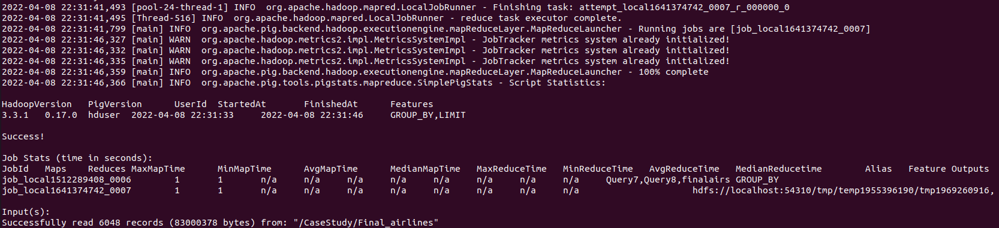 2022-04-08 22:31:41,493 [pool-24-thread-1] INFO  org.apache.hadoop.mapred.LocalJobRunner - Finishing task: attempt_local1641374742_0007_r_000000_0
2022-04-08 22:31:41,495 [Thread-516] INFO  org.apache.hadoop.mapred.LocalJobRunner - reduce task executor complete.
2022-04-08 22:31:41,799 [main] INFO  org.apache.pig.backend.hadoop.executionengine.mapReduceLayer.MapReduceLauncher - Running jobs are [job_local1641374742_0007]
2022-04-08 22:31:46,327 [main] WARN  org.apache.hadoop.metrics2.impl.MetricsSystemImpl - JobTracker metrics system already initialized!
2022-04-08 22:31:46,332 [main] WARN  org.apache.hadoop.metrics2.impl.MetricsSystemImpl - JobTracker metrics system already initialized!
2022-04-08 22:31:46,335 [main] WARN  org.apache.hadoop.metrics2.impl.MetricsSystemImpl - JobTracker metrics system already initialized!
2022-04-08 22:31:46,359 [main] INFO  org.apache.pig.backend.hadoop.executionengine.mapReduceLayer.MapReduceLauncher - 100% complete
2022-04-08 22:31:46,366 [main] INFO  org.apache.pig.tools.pigstats.mapreduce.SimplePigStats - Script Statistics:
HadoopVersion   PigVersion      UserId  StartedAt       FinishedAt      Features
3.3.1   0.17.0  hduser  2022-04-08 22:31:33     2022-04-08 22:31:46     GROUP_BY,LIMIT
Success!
Job Stats (time in seconds):
JobId   Maps    Reduces MaxMapTime      MinMapTime      AvgMapTime      MedianMapTime   MaxReduceTime   MinReduceTime   AvgReduceTime   MedianReducetime        Alias   Feature Outputs
job_local1512289408_0006        1       1       n/a     n/a     n/a     n/a     n/a     n/a     n/a     n/a     Query7,Query8,finalairs GROUP_BY
job_local1641374742_0007        1       1       n/a     n/a     n/a     n/a     n/a     n/a     n/a     n/a                     hdfs://localhost:54310/tmp/temp1955396190/tmp1969260916,
Input(s):
Successfully read 6048 records (83000378 bytes) from: "/CaseStudy/Final_airlines"